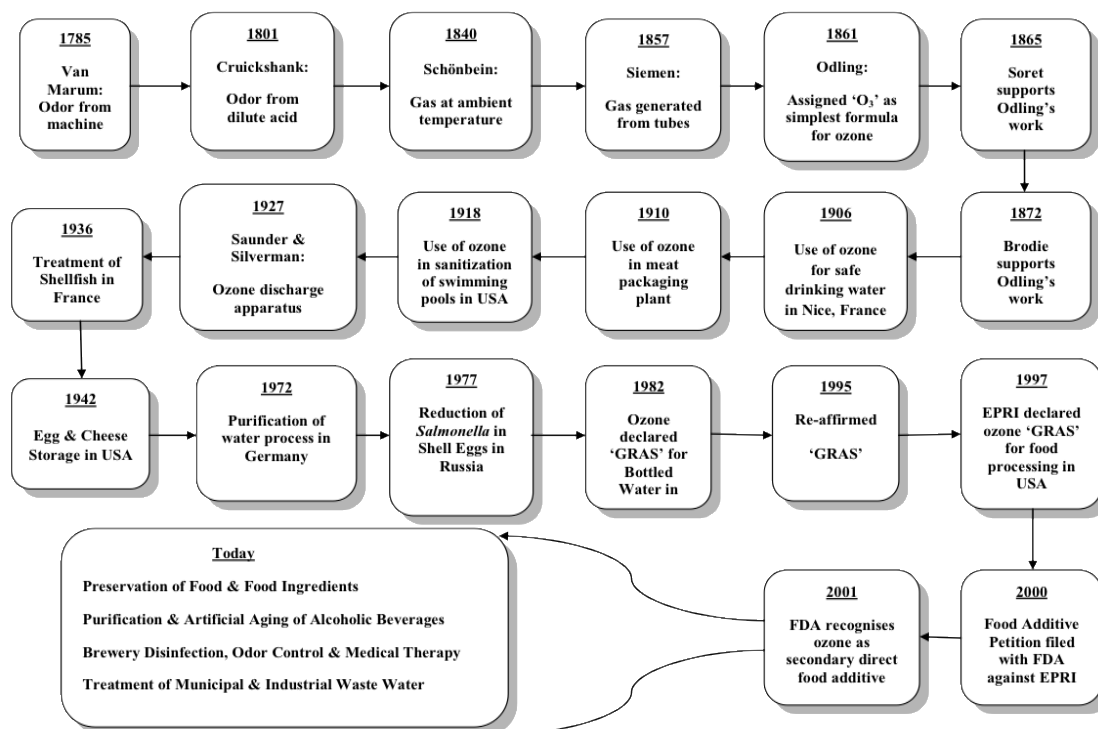 1785
Van
Marum:
Odor from
machine
1801
Cruickshank:
Odor from
dilute acid
1840
Schönbein:
Gas at ambient
temperature
1857
Siemen:
Gas generated
from tubes
1861
Odling:
Assigned ‘O₃’ as
simplest formula
for ozone
1865
Soret
supports
Odling’s
work
1872
Brodie
supports
Odling’s
work
1906
Use of ozone
for safe
drinking water
in Nice, France
1910
Use of ozone
in meat
packaging
plant
1918
Use of ozone
in sanitization
of swimming
pools in USA
1927
Saunder &
Silverman:
Ozone discharge
apparatus
1936
Treatment of
Shellfish in
France
1942
Egg & Cheese
Storage in USA
1972
Purification of
water process in
Germany
1977
Reduction of
Salmonella in
Shell Eggs in
Russia
1982
Ozone
declared
‘GRAS’ for
Bottled
Water in
1995
Re-affirmed
‘GRAS’
1997
EPRI declared
ozone ‘GRAS’
for food
processing in
USA
2000
Food Additive
Petition filed
with FDA
against EPRI
2001
FDA recognises
ozone as
secondary direct
food additive
Today
Preservation of Food & Food Ingredients
Purification & Artificial Aging of Alcoholic Beverages
Brewery Disinfection, Odor Control & Medical Therapy
Treatment of Municipal & Industrial Waste Water